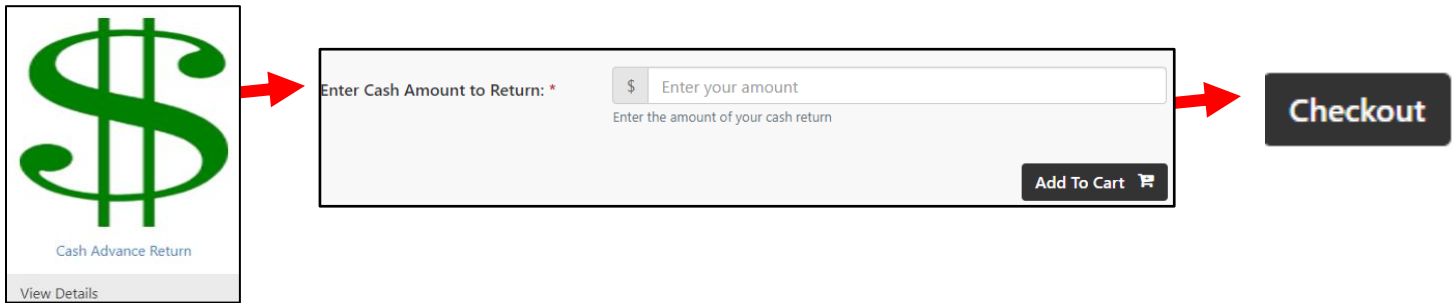 Cash Advance Return
View Details
Enter Cash Amount to Return: *
$ Enter your amount
Enter the amount of your cash return
Add To Cart
Checkout